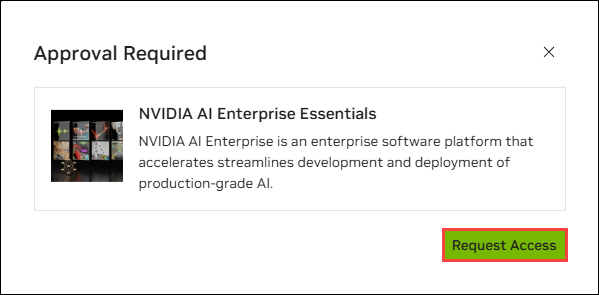 Approval Required
NVIDIA AI Enterprise Essentials
NVIDIA AI Enterprise is an enterprise software platform that
accelerates streamlines development and deployment of
production-grade AI.
Request Access